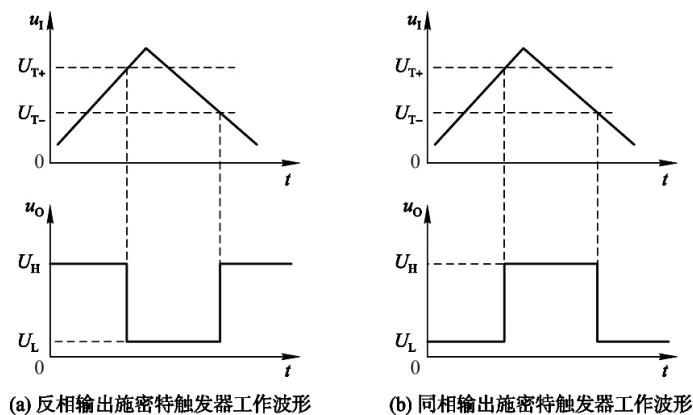 u_I
U_T+
U_T−
0
t
u_O
U_H
U_L
0
t
(a) 反相输出施密特触发器工作波形
u_I
U_T+
U_T−
0
t
u_O
U_H
U_L
0
t
(b) 同相输出施密特触发器工作波形